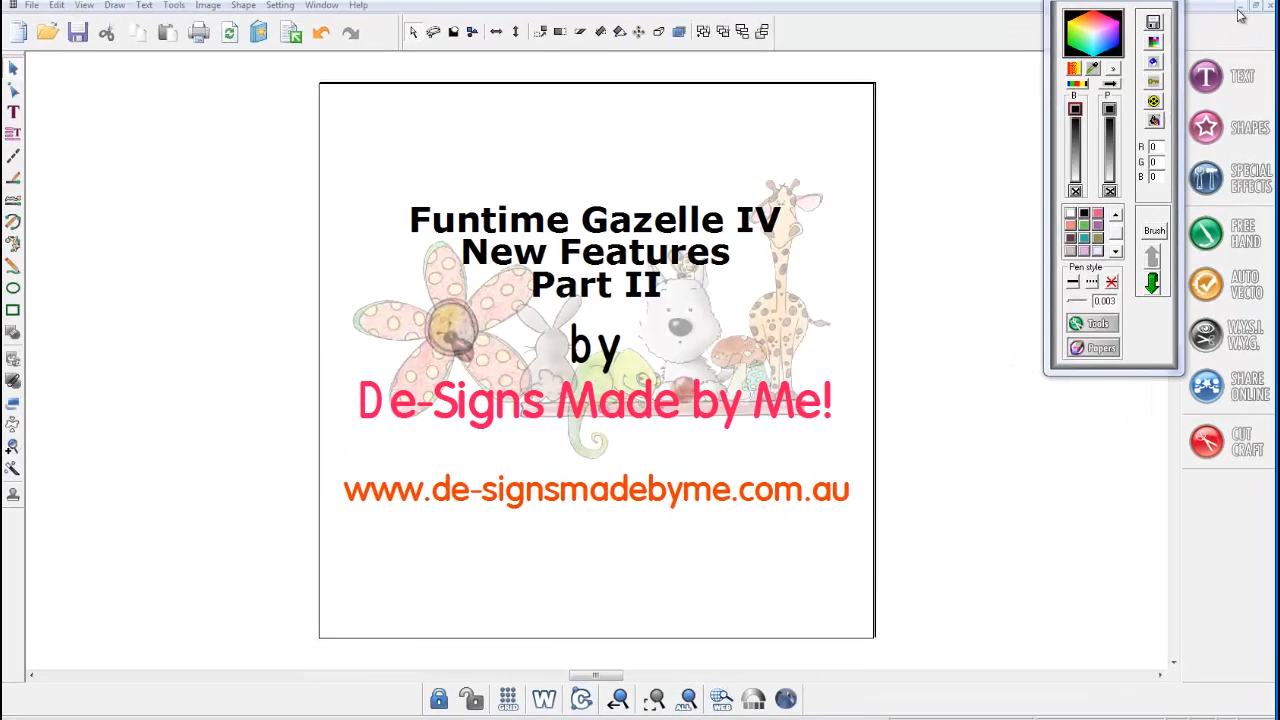 File Edit View Draw Text Tools Image Shape Setting Window Help
B P
R 0
G 0
B 0
Brush
Pen style
0.003
Tools
Papers
TEXT
SHAPES
SPECIAL
EFFECTS
FREE
HAND
AUTO
VECTO
W.Y.S.I.
W.Y.G.
SHARE
ONLINE
CUT
CRAFT
Funtime Gazelle IV
New Features
Part II
by
De-Signs Made by Me!
www.de-signsmadebyme.com.au
GRID W ALL WEB